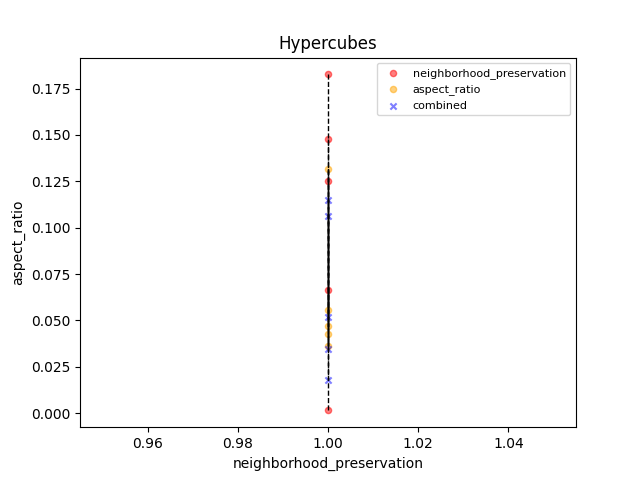 Hypercubes
neighborhood_preservation
aspect_ratio
combined
0.175
0.150
0.125
0.100
0.075
0.050
0.025
0.000
aspect_ratio
0.96
0.98
1.00
1.02
1.04
neighborhood_preservation